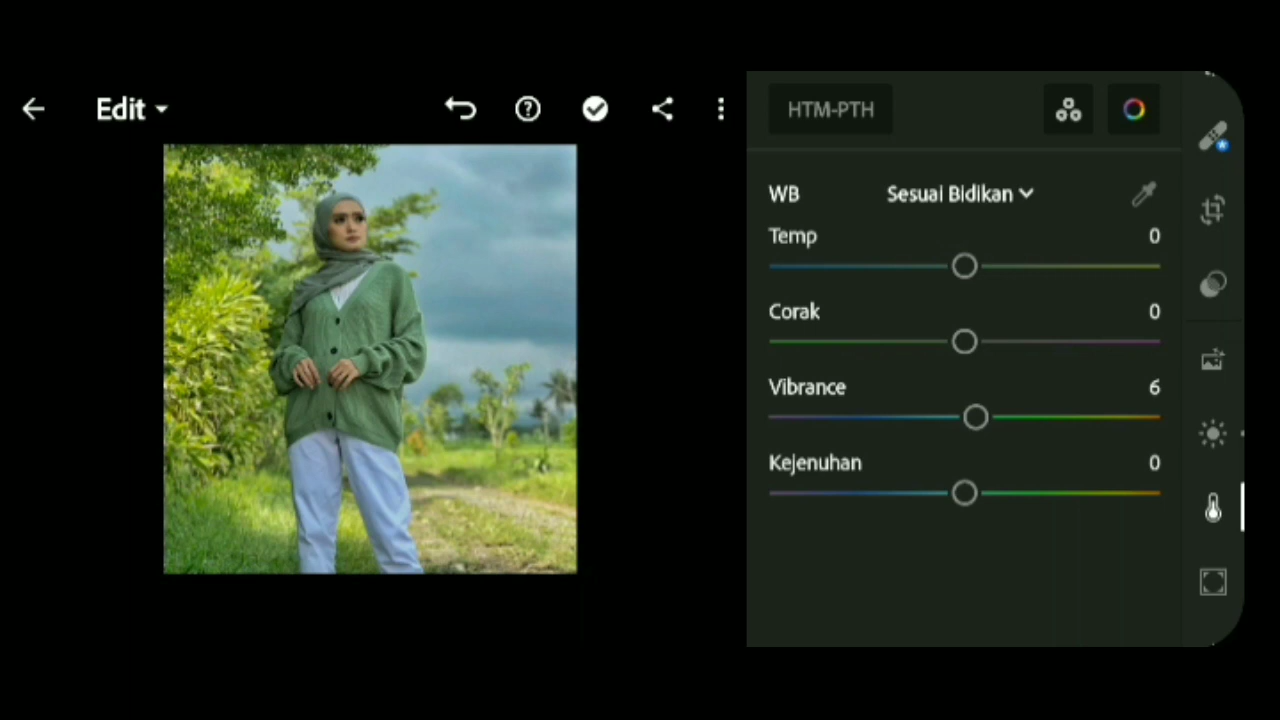 Edit
HTM-PTH
WB Sesuai Bidikan
Temp 0
Corak 0
Vibrance 6
Kejenuhan 0